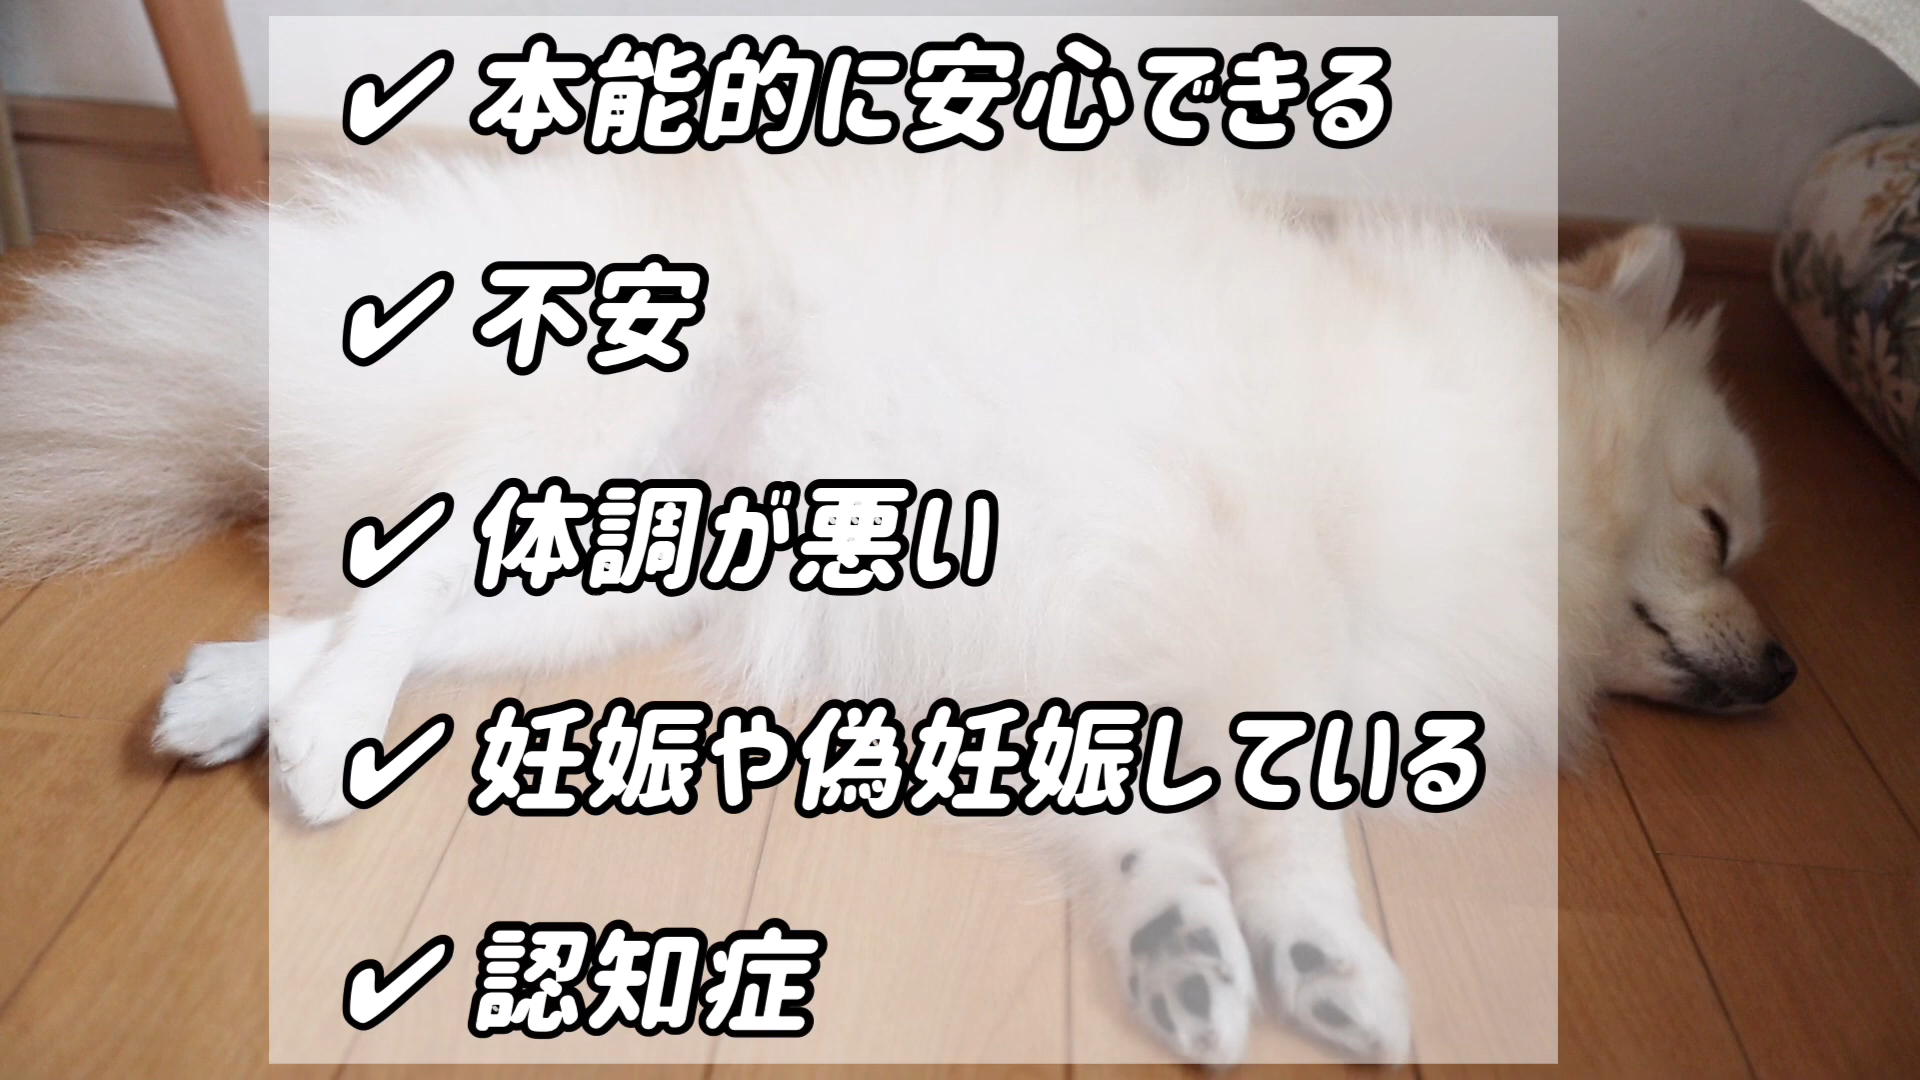 ✔ 本能的に安心できる
✔ 不安
✔ 体調が悪い
✔ 妊娠や偽妊娠している
✔ 認知症